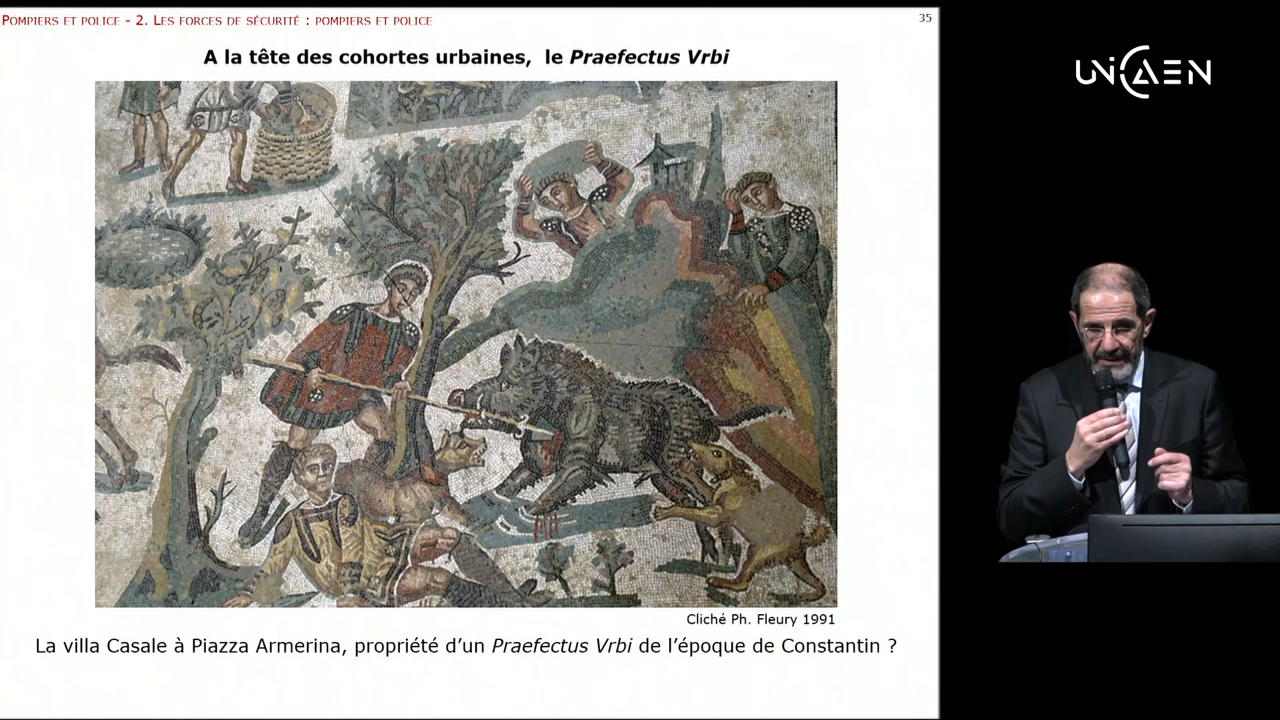 Pompiers et police - 2. Les forces de sécurité : pompiers et police
35
A la tête des cohortes urbaines, le Praefectus Vrbi
UNICAEN
Cliché Ph. Fleury 1991
La villa Casale à Piazza Armerina, propriété d'un Praefectus Vrbi de l'époque de Constantin ?